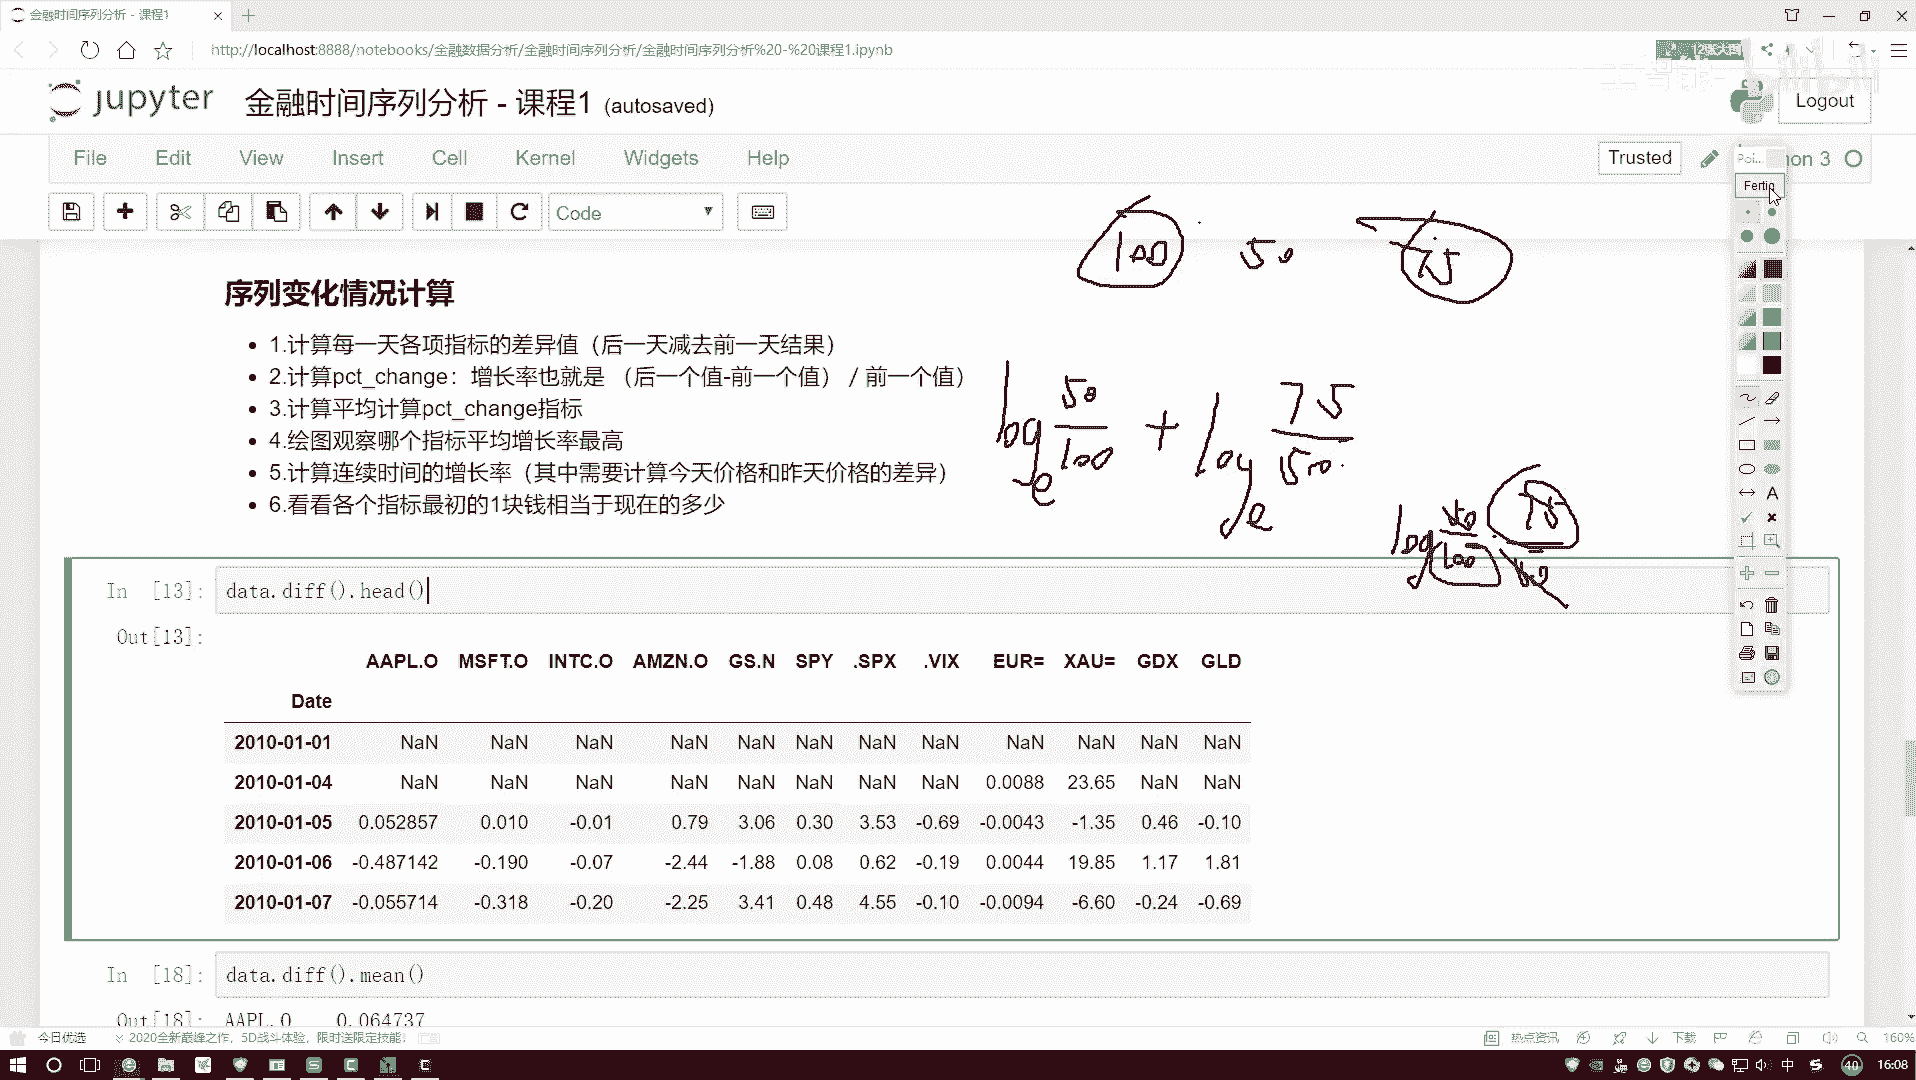 金融时间序列分析 - 课程1
http://localhost:8888/notebooks/金融数据分析/金融时间序列分析/金融时间序列分析%20-%20课程1.ipynb
bilibili
jupyter 金融时间序列分析 - 课程1 (autosaved)
Logout
File Edit View Insert Cell Kernel Widgets Help
Trusted
Poi... hon 3
Fertig
Code
100 50 75
序列变化情况计算
1.计算每一天各项指标的差异值（后一天减去前一天结果）
2.计算pct_change：增长率也就是 （后一个值-前一个值） / 前一个值）
3.计算平均计算pct_change指标
4.绘图观察哪个指标平均增长率最高
5.计算连续时间的增长率（其中需要计算今天价格和昨天价格的差异）
6.看看各个指标最初的1块钱相当于现在的多少
log e 50 / 100 + log e 75 / 50
log 50 / 100 · 75 / 50
In [13]: data.diff().head()
Out[13]:
AAPL.O MSFT.O INTC.O AMZN.O GS.N SPY .SPX .VIX EUR= XAU= GDX GLD
Date
2010-01-01 NaN NaN NaN NaN NaN NaN NaN NaN NaN NaN NaN NaN
2010-01-04 NaN NaN NaN NaN NaN NaN NaN NaN 0.0088 23.65 NaN NaN
2010-01-05 0.052857 0.010 -0.01 0.79 3.06 0.30 3.53 -0.69 -0.0043 -1.35 0.46 -0.10
2010-01-06 -0.487142 -0.190 -0.07 -2.44 -1.88 0.08 0.62 -0.19 0.0044 19.85 1.17 1.81
2010-01-07 -0.055714 -0.318 -0.20 -2.25 3.41 0.48 4.55 -0.10 -0.0094 -6.60 -0.24 -0.69
In [18]: data.diff().mean()
Out[18]: AAPL.O 0.064737
今日优选 2020全新巅峰之作，5D战斗体验，限时送限定技能! 热点资讯 下载 160%
中 40 16:08